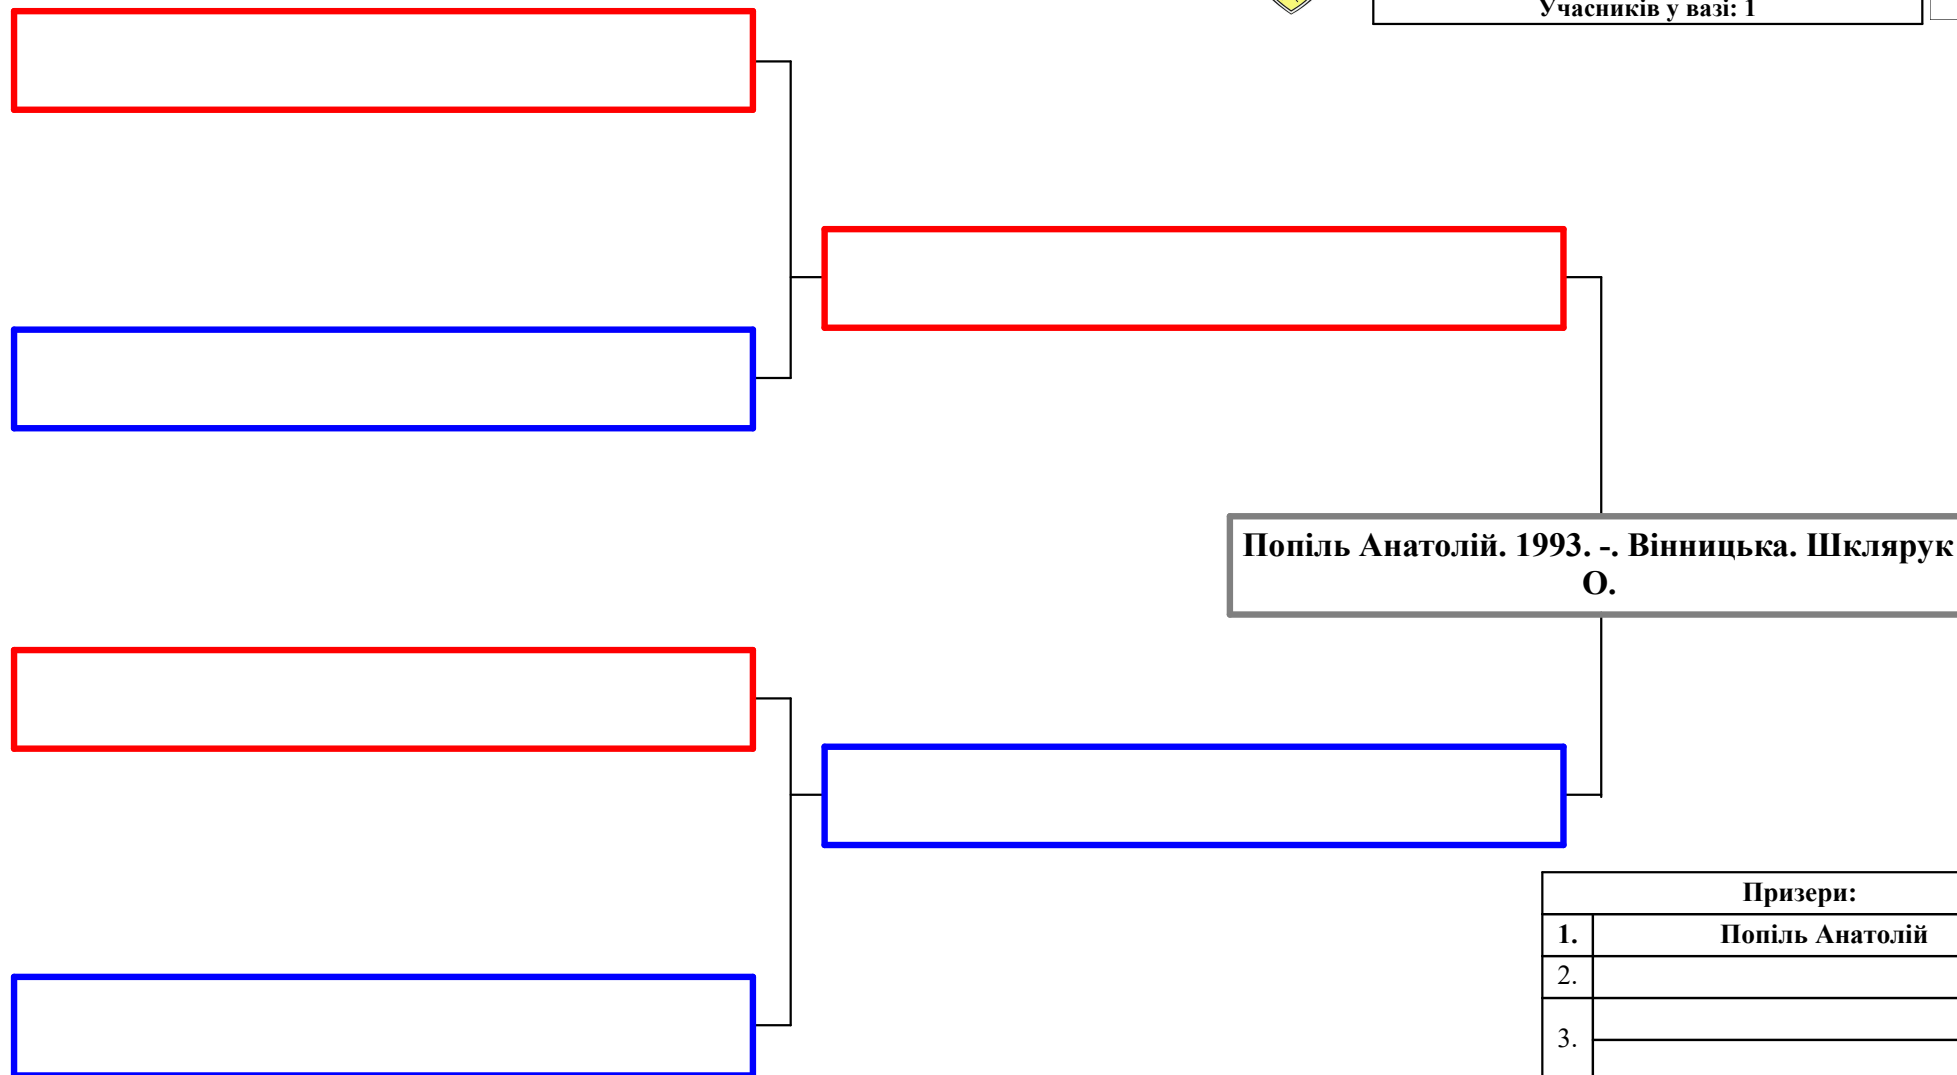 Учасників у вазі: 1
Попіль Анатолій. 1993. -. Вінницька. Шклярук
О.
Призери:
1. Попіль Анатолій
2.
3.